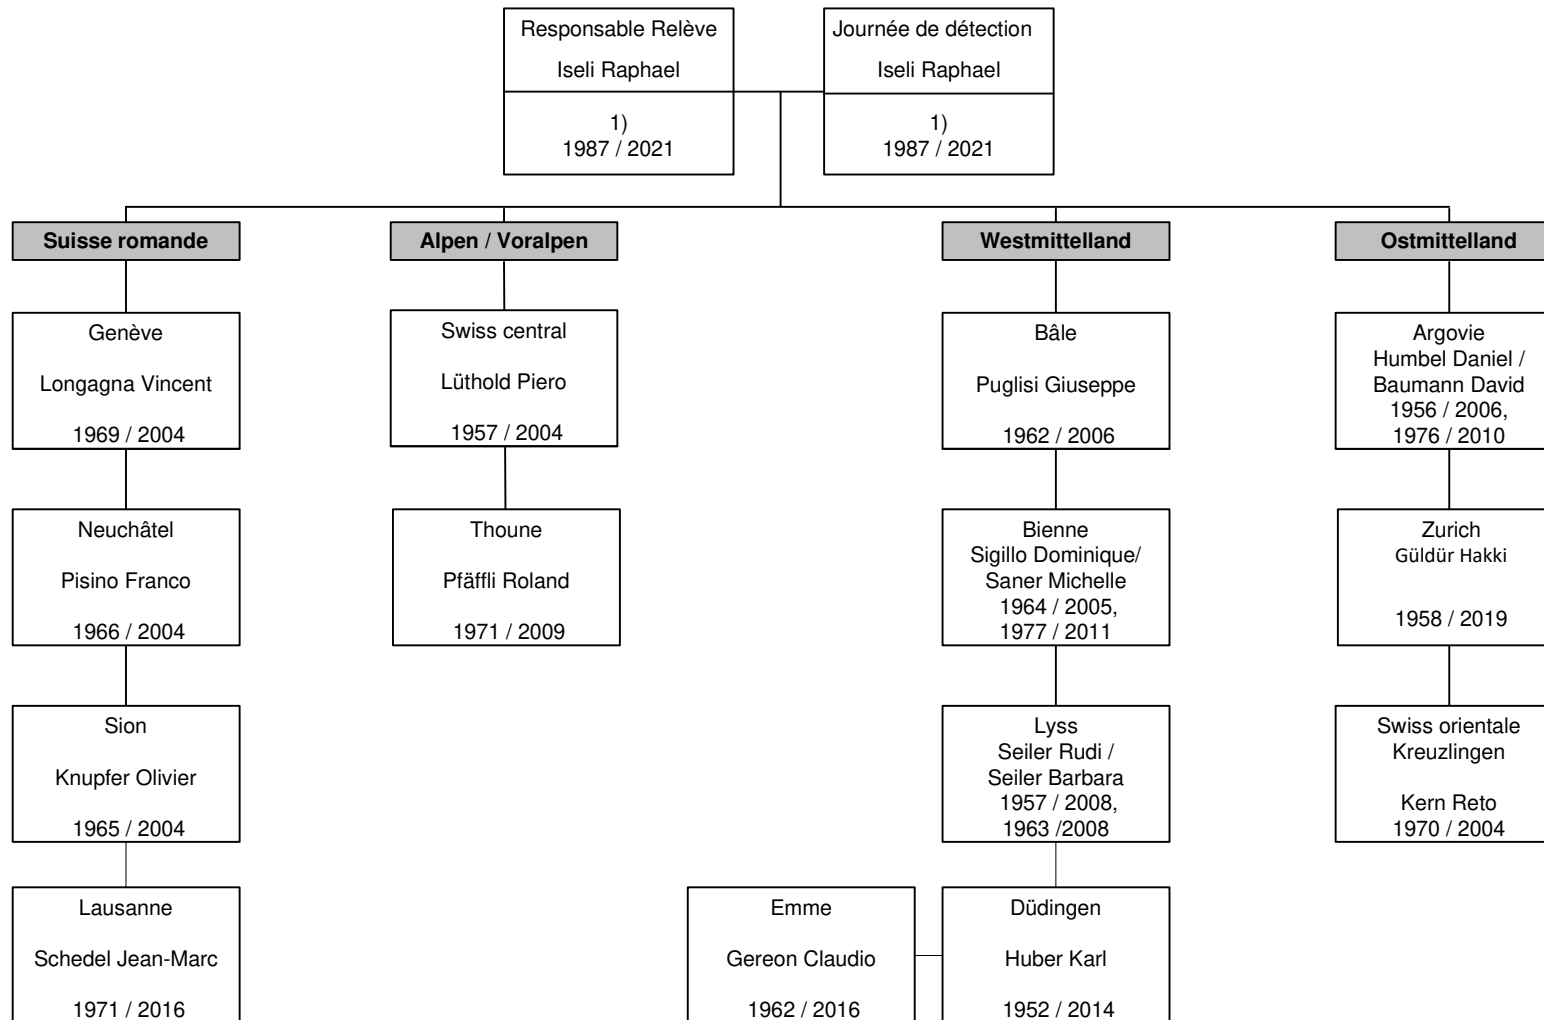 Responsable Relève
Iseli Raphael
1)
1987 / 2021
Journée de détection
Iseli Raphael
1)
1987 / 2021
Suisse romande
Alpen / Voralpen
Westmittelland
Ostmittelland
Genève
Longagna Vincent
1969 / 2004
Swiss central
Lüthold Piero
1957 / 2004
Bâle
Puglisi Giuseppe
1962 / 2006
Argovie
Humbel Daniel /
Baumann David
1956 / 2006,
1976 / 2010
Neuchâtel
Pisino Franco
1966 / 2004
Thoune
Pfäffli Roland
1971 / 2009
Bienne
Sigillo Dominique/
Saner Michelle
1964 / 2005,
1977 / 2011
Zurich
Güldür Hakki
1958 / 2019
Sion
Knupfer Olivier
1965 / 2004
Lyss
Seiler Rudi /
Seiler Barbara
1957 / 2008,
1963 /2008
Swiss orientale
Kreuzlingen
Kern Reto
1970 / 2004
Lausanne
Schedel Jean-Marc
1971 / 2016
Emme
Gereon Claudio
1962 / 2016
Düdingen
Huber Karl
1952 / 2014